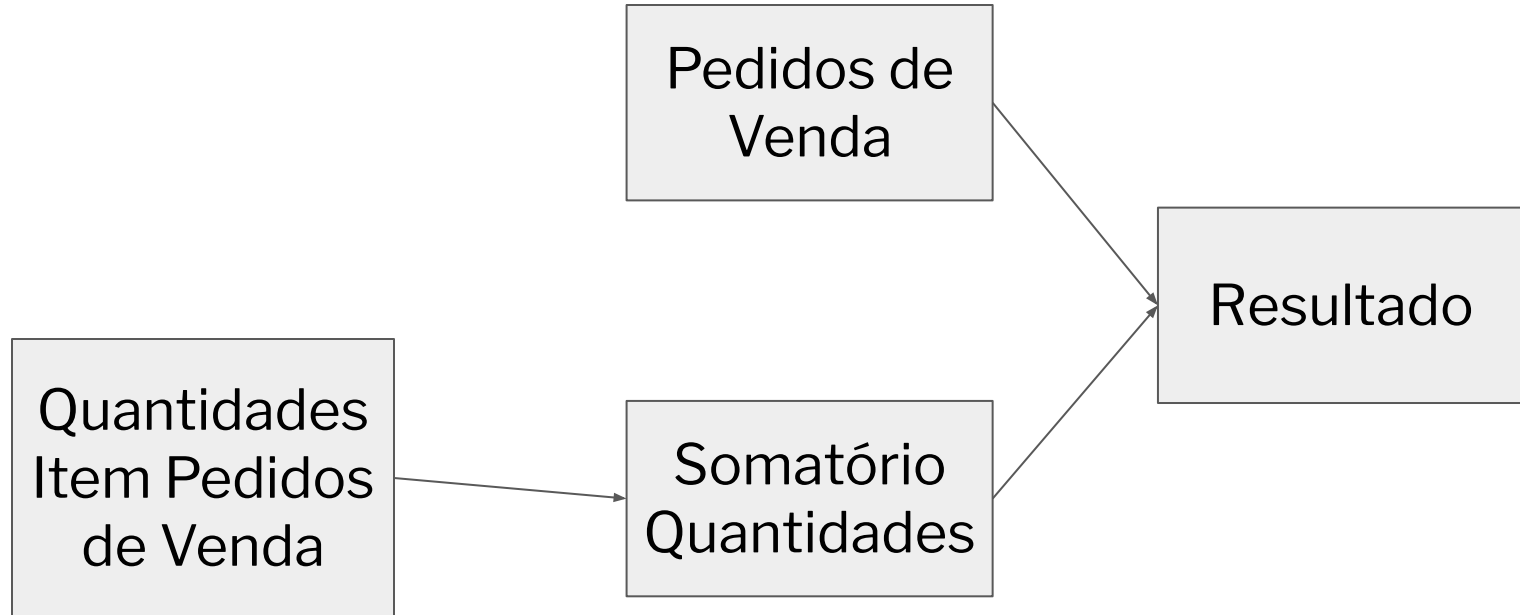 Pedidos de
Venda
Resultado
Quantidades
Item Pedidos
de Venda
Somatório
Quantidades